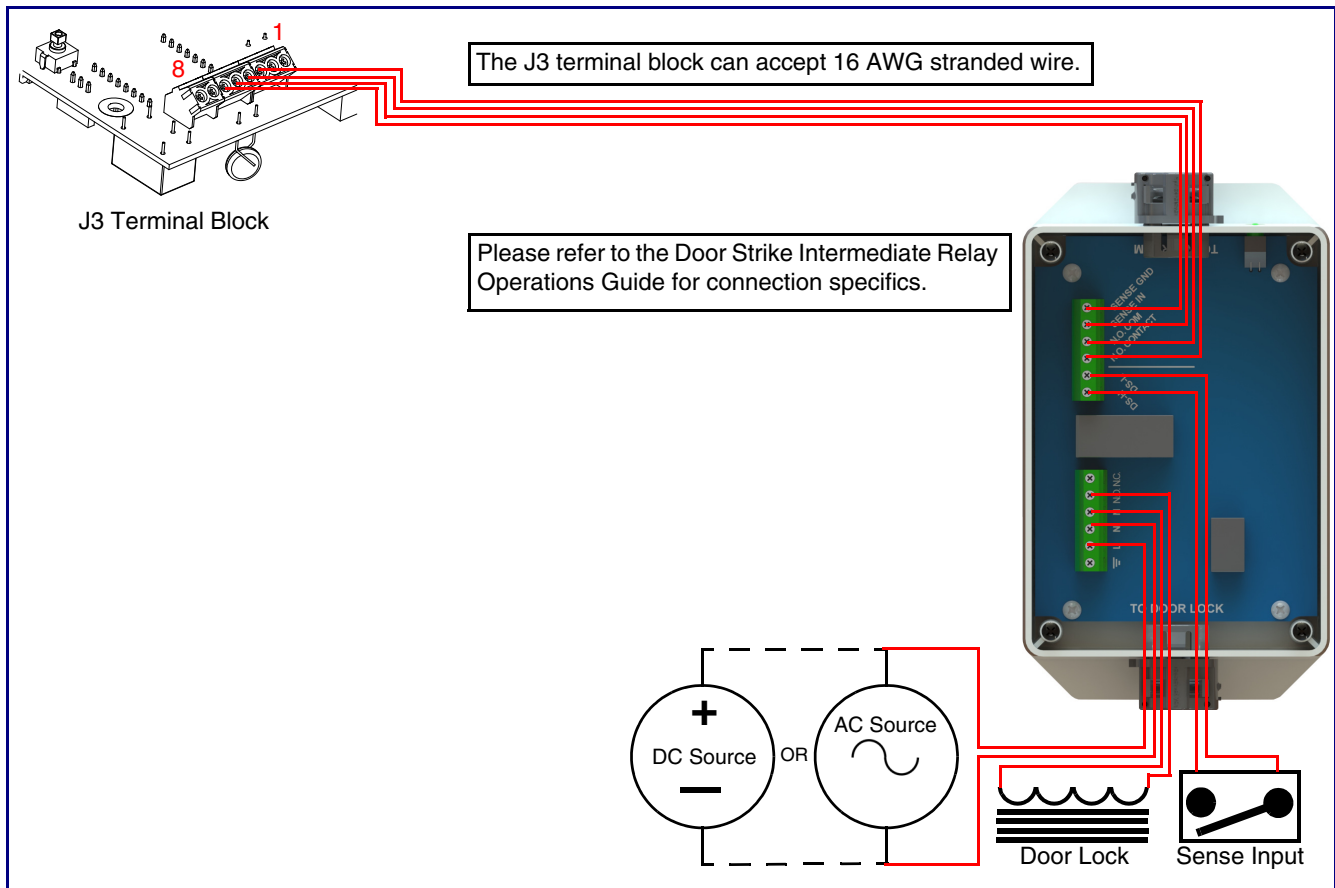 1
8
The J3 terminal block can accept 16 AWG stranded wire.
J3 Terminal Block
Please refer to the Door Strike Intermediate Relay
Operations Guide for connection specifics.
SENSE GND
SENSE IN
N.O. COM
N.O. CONTACT
N.C.
N.O.
N
N
L
TO DOOR LOCK
+
DC Source
OR
AC Source
Door Lock
Sense Input